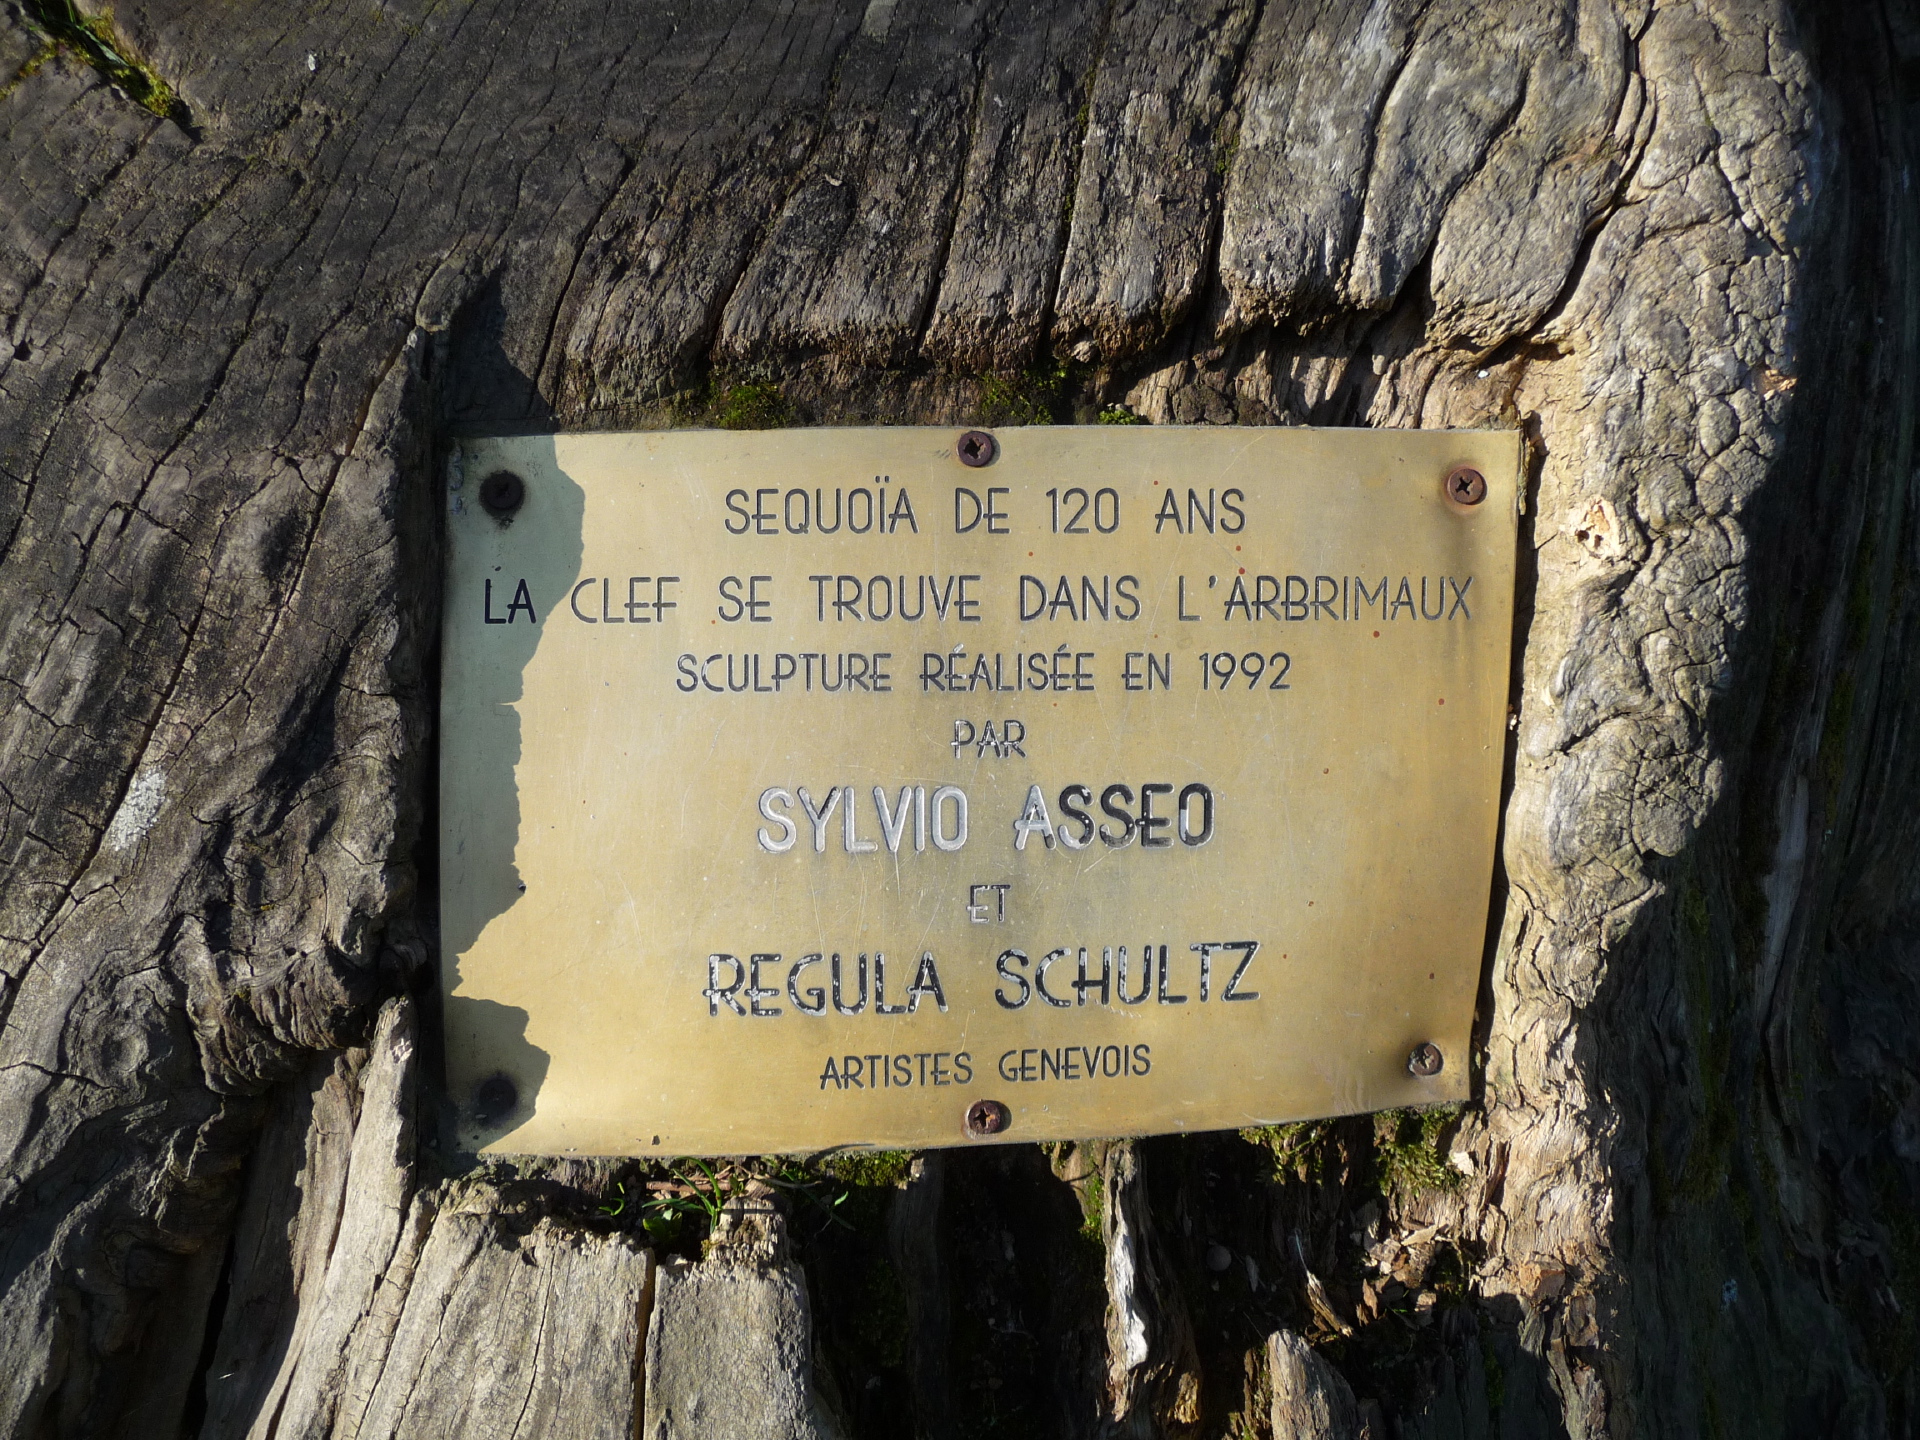 SEQUOÏA DE 120 ANS
LA CLEF SE TROUVE DANS L'ARBRIMAUX
SCULPTURE RÉALISÉE EN 1992
PAR
SYLVIO ASSEO
ET
REGULA SCHULTZ
ARTISTES GENEVOIS